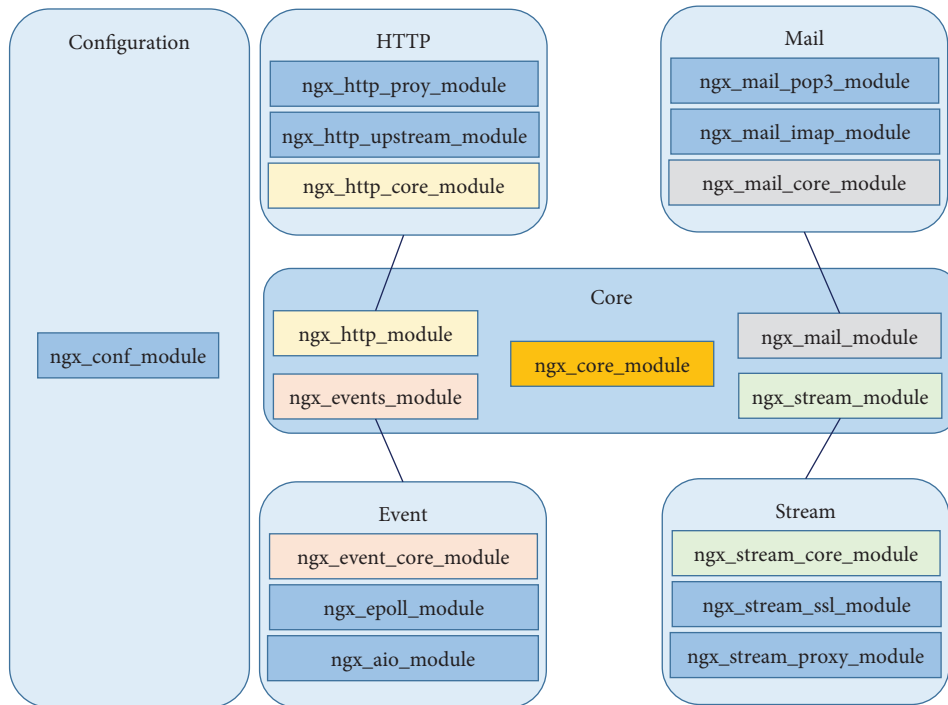 Configuration
ngx_conf_module
HTTP
ngx_http_proy_module
ngx_http_upstream_module
ngx_http_core_module
Mail
ngx_mail_pop3_module
ngx_mail_imap_module
ngx_mail_core_module
Core
ngx_http_module
ngx_events_module
ngx_core_module
ngx_mail_module
ngx_stream_module
Event
ngx_event_core_module
ngx_epoll_module
ngx_aio_module
Stream
ngx_stream_core_module
ngx_stream_ssl_module
ngx_stream_proxy_module